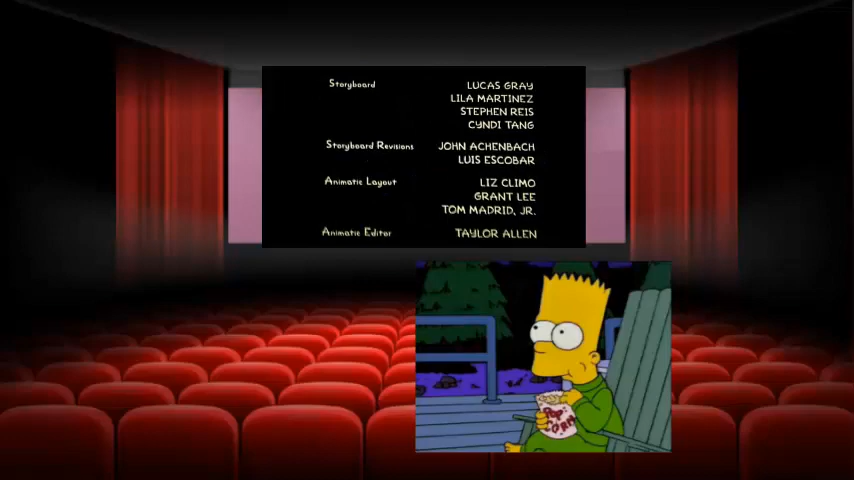 Storyboard LUCAS GRAY
LILA MARTINEZ
STEPHEN REIS
CYNDI TANG
Storyboard Revisions JOHN ACHENBACH
LUIS ESCOBAR
Animatic Layout LIZ CLIMO
GRANT LEE
TOM MADRID, JR.
Animatic Editor TAYLOR ALLEN
POP
CORN